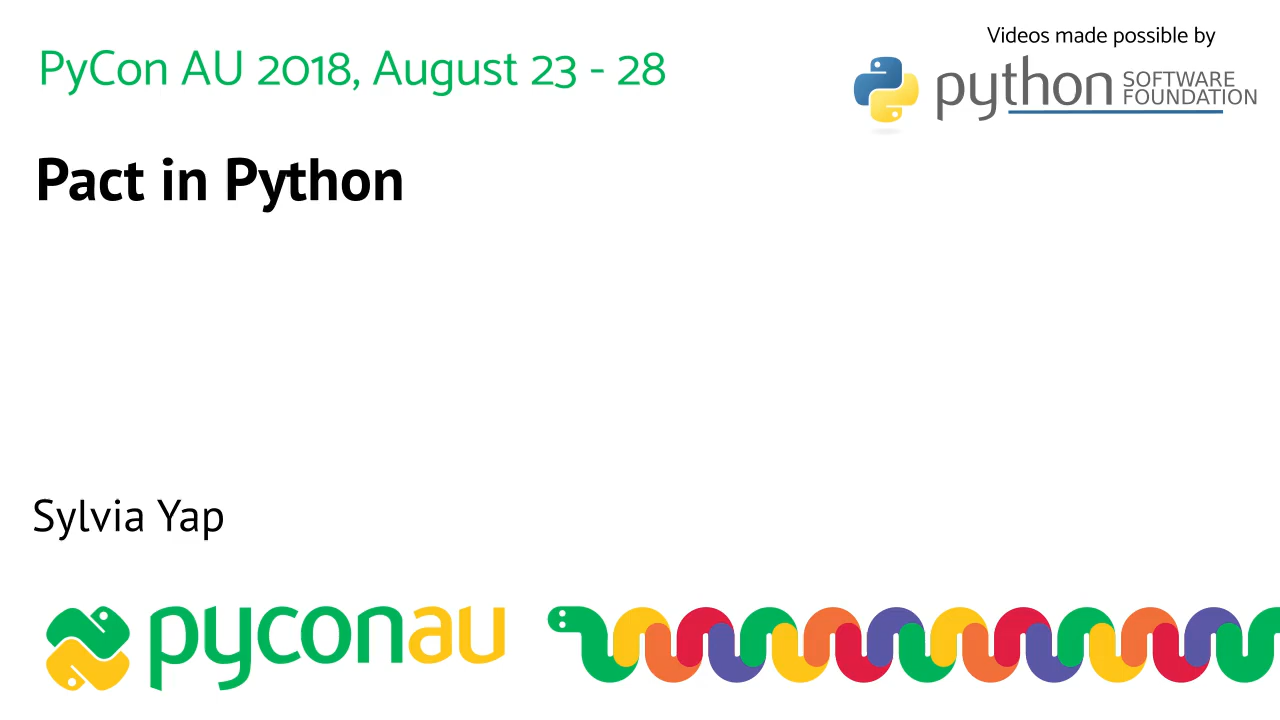 PyCon AU 2018, August 23 - 28
Videos made possible by
python SOFTWARE
FOUNDATION
Pact in Python
Sylvia Yap
pyconau